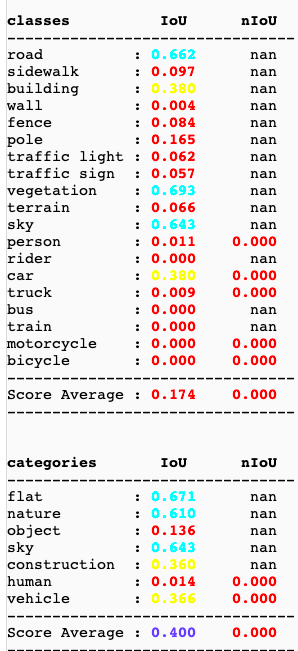 classes IoU nIoU
--------------------------------
road : 0.662 nan
sidewalk : 0.097 nan
building : 0.380 nan
wall : 0.004 nan
fence : 0.084 nan
pole : 0.165 nan
traffic light : 0.062 nan
traffic sign : 0.057 nan
vegetation : 0.693 nan
terrain : 0.066 nan
sky : 0.643 nan
person : 0.011 0.000
rider : 0.000 nan
car : 0.380 0.000
truck : 0.009 0.000
bus : 0.000 nan
train : 0.000 nan
motorcycle : 0.000 0.000
bicycle : 0.000 0.000
--------------------------------
Score Average : 0.174 0.000
--------------------------------
categories IoU nIoU
--------------------------------
flat : 0.671 nan
nature : 0.610 nan
object : 0.136 nan
sky : 0.643 nan
construction : 0.360 nan
human : 0.014 0.000
vehicle : 0.366 0.000
--------------------------------
Score Average : 0.400 0.000
--------------------------------